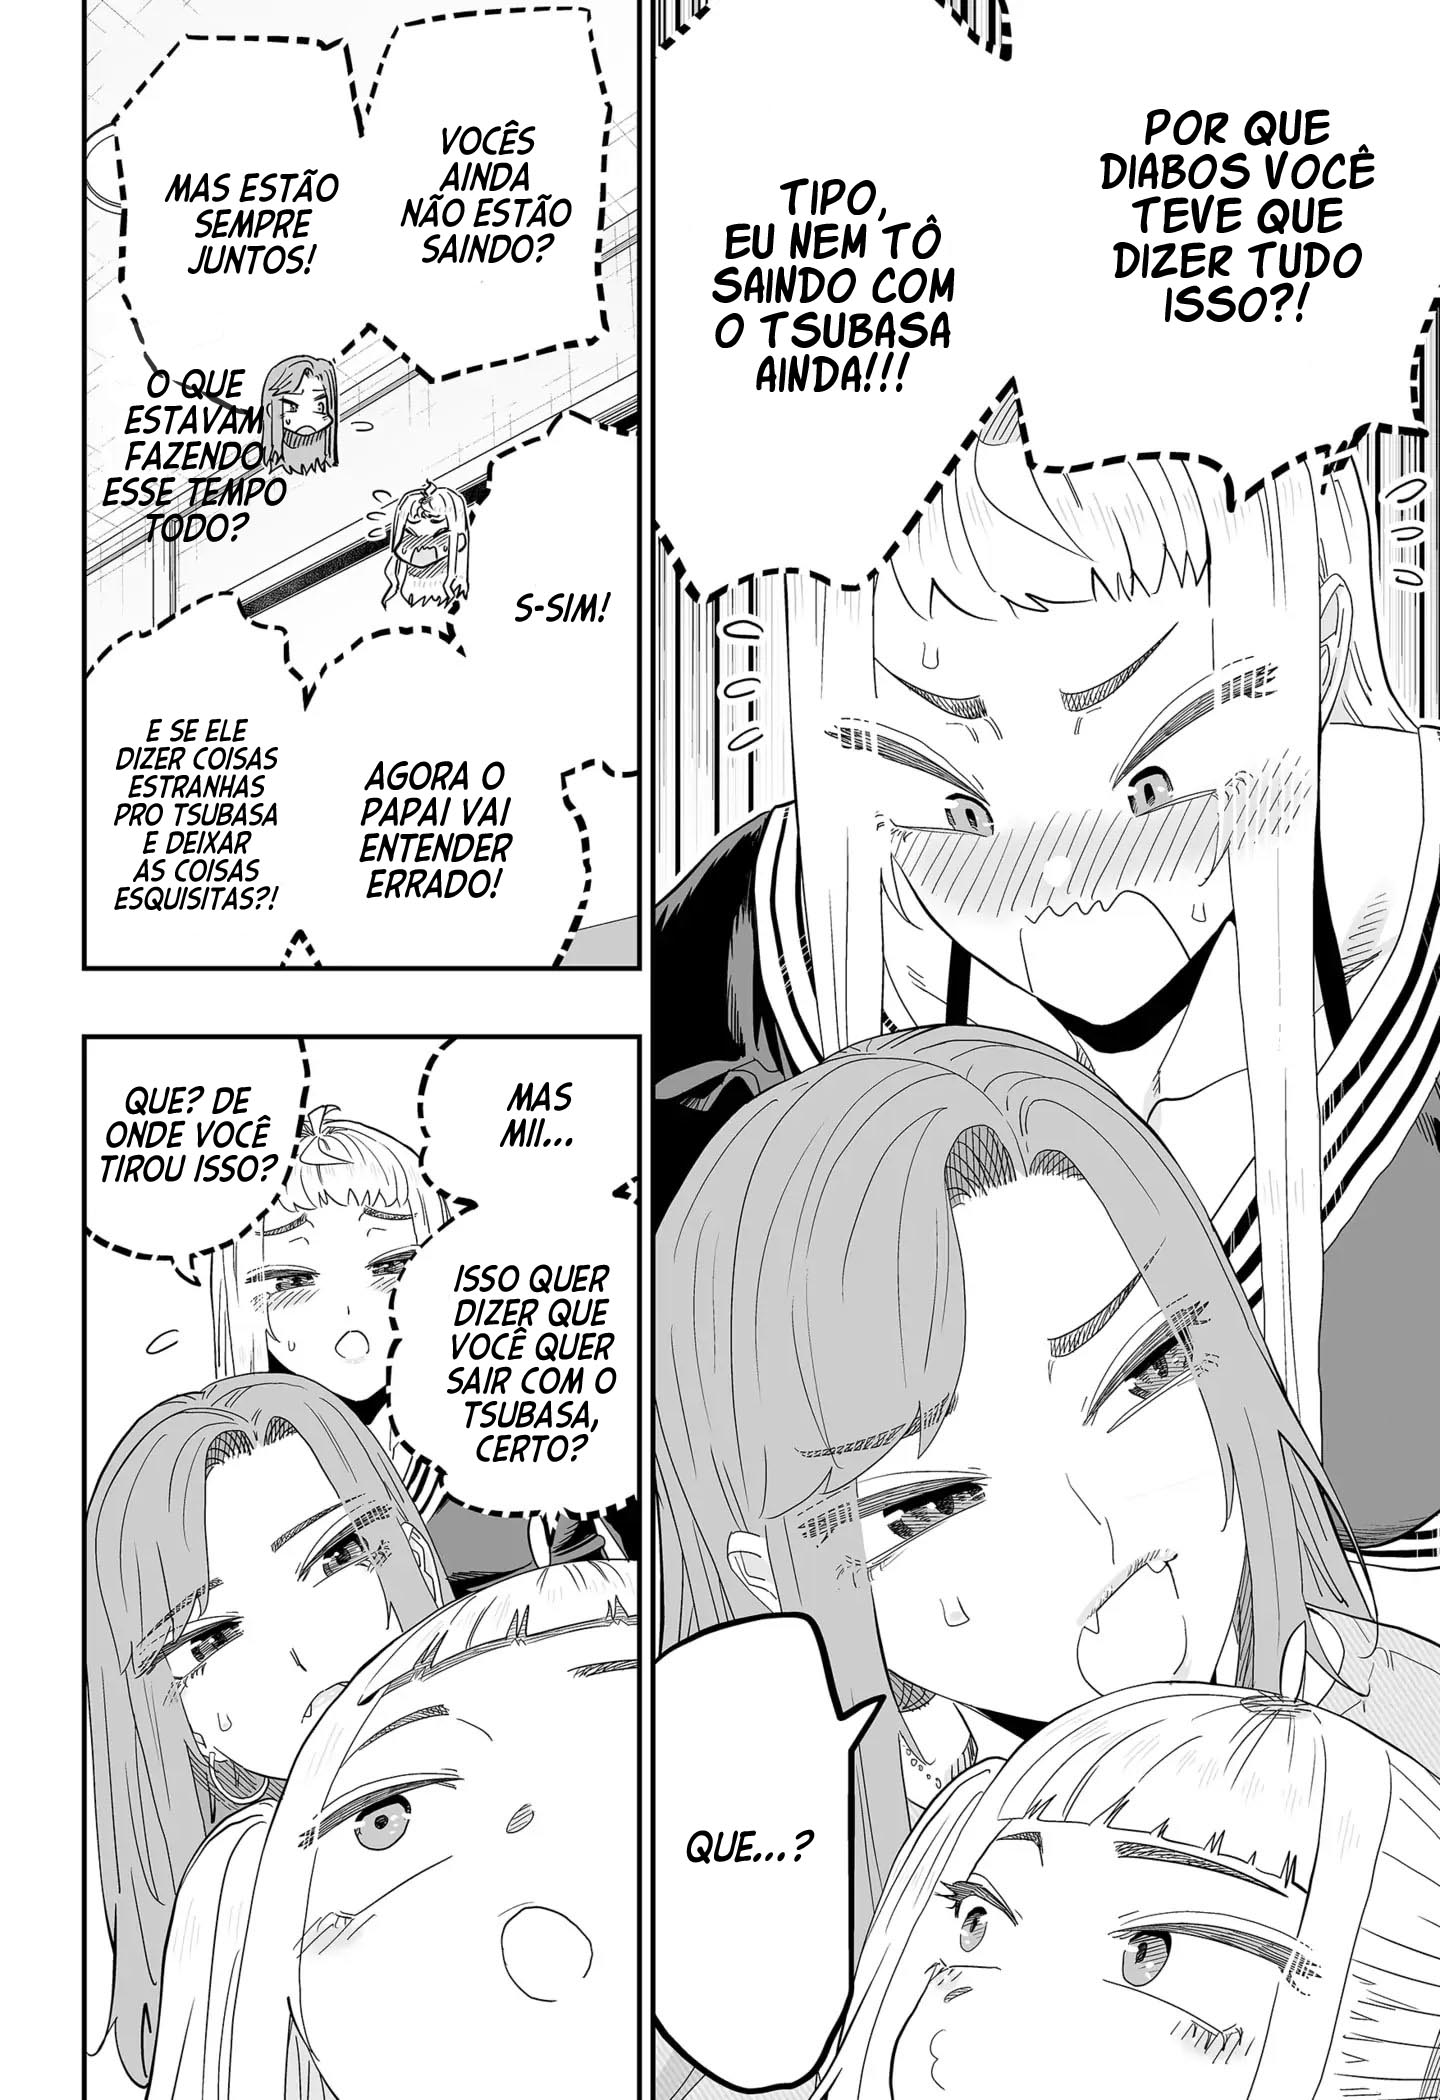 POR QUE
DIABOS VOCÊ
TEVE QUE
DIZER TUDO
ISSO?!
TIPO,
EU NEM TÔ
SAINDO COM
O TSUBASA
AINDA!!!
QUE...?
VOCÊS
AINDA
NÃO ESTÃO
SAINDO?
MAS ESTÃO
SEMPRE
JUNTOS!
O QUE
ESTAVAM
FAZENDO
ESSE TEMPO
TODO?
S-SIM!
AGORA O
PAPAI VAI
ENTENDER
ERRADO!
E SE ELE
DIZER COISAS
ESTRANHAS
PRO TSUBASA
E DEIXAR
AS COISAS
ESQUISITAS?!
MAS
MII...
ISSO QUER
DIZER QUE
VOCÊ QUER
SAIR COM O
TSUBASA,
CERTO?
QUE? DE
ONDE VOCÊ
TIROU ISSO?